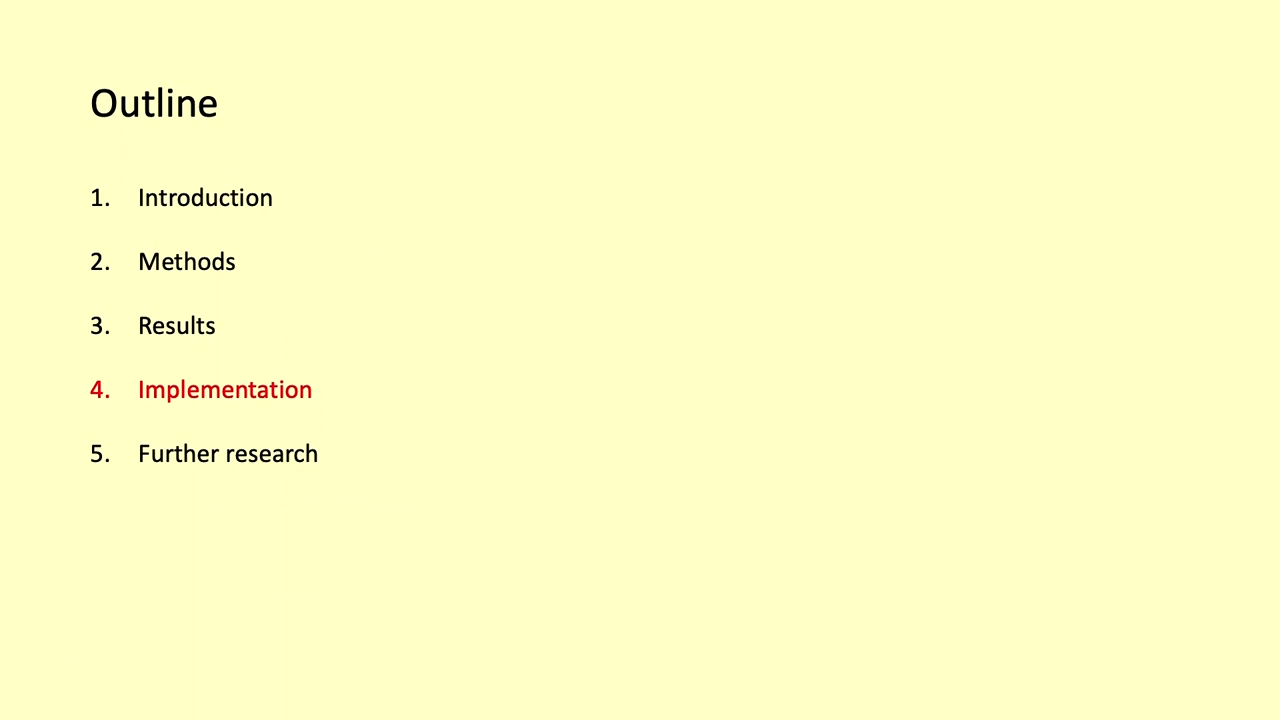 Outline
1. Introduction
2. Methods
3. Results
4. Implementation
5. Further research